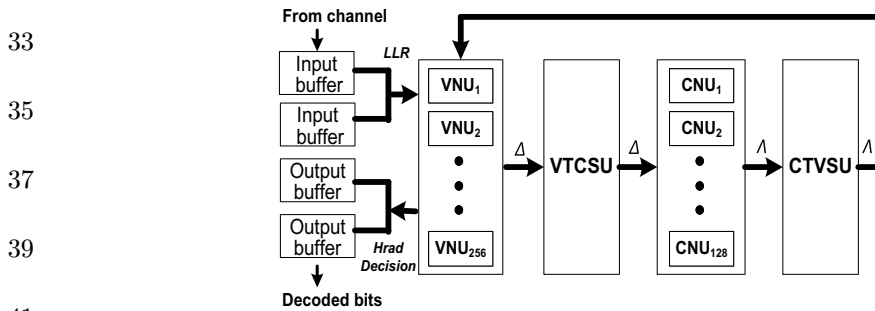 33
35
37
39
From channel
Input
buffer
Input
buffer
Output
buffer
Output
buffer
Decoded bits
LLR
Hrad
Decision
VNU1
VNU2
VNU256
Δ
VTCSU
Δ
CNU1
CNU2
CNU128
Λ
CTVSU
Λ